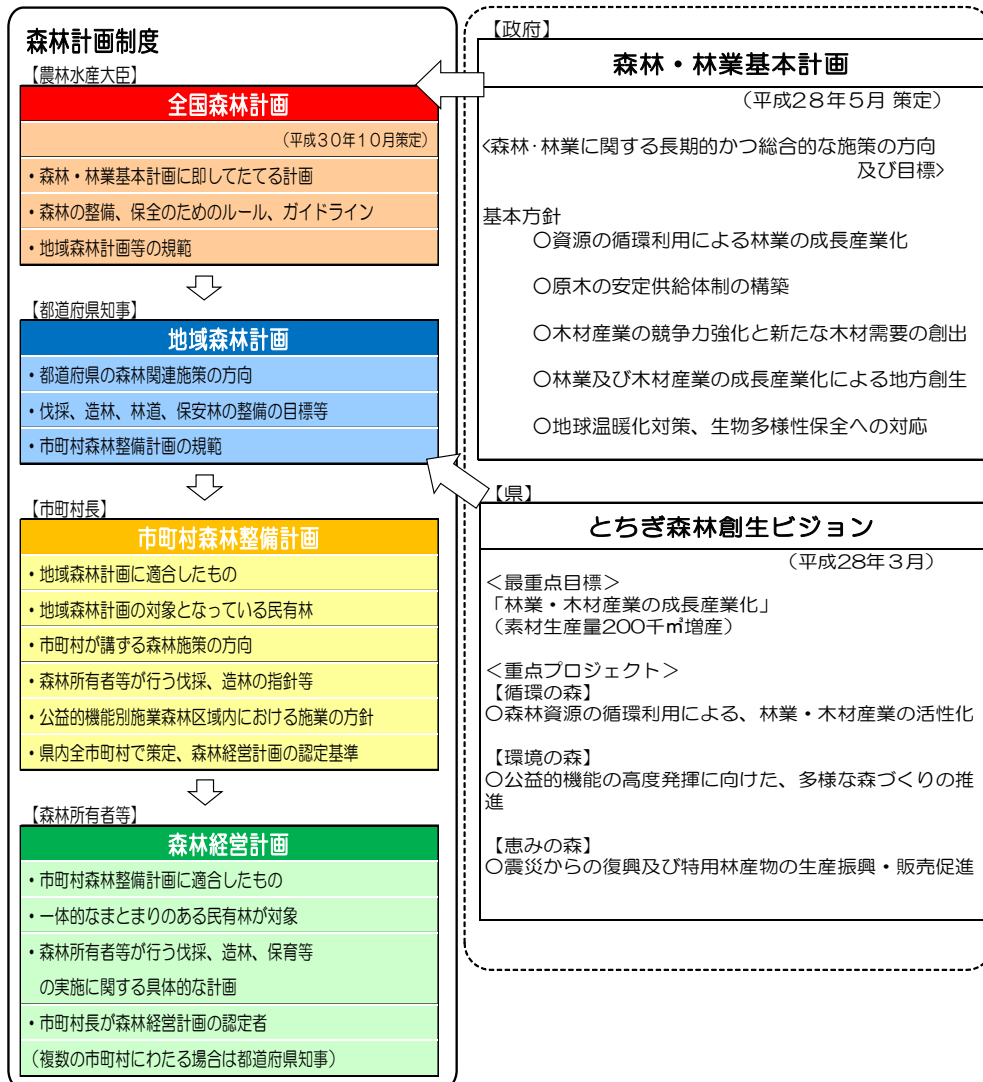 森林計画制度
【農林水産大臣】
全国森林計画
(平成30年10月策定)
・森林・林業基本計画に即してたてる計画
・森林の整備、保全のためのルール、ガイドライン
・地域森林計画等の規範
【都道府県知事】
地域森林計画
・都道府県の森林関連施策の方向
・伐採、造林、林道、保安林の整備の目標等
・市町村森林整備計画の規範
【市町村長】
市町村森林整備計画
・地域森林計画に適合したもの
・地域森林計画の対象となっている民有林
・市町村が講ずる森林施策の方向
・森林所有者等が行う伐採、造林の指針等
・公益的機能別施業森林区域内における施業の方針
・県内全市町村で策定、森林経営計画の認定基準
【森林所有者等】
森林経営計画
・市町村森林整備計画に適合したもの
・一体的なまとまりのある民有林が対象
・森林所有者等が行う伐採、造林、保育等
の実施に関する具体的な計画
・市町村長が森林経営計画の認定者
（複数の市町村にわたる場合は都道府県知事）
【政府】
森林・林業基本計画
（平成28年5月 策定）
<森林･林業に関する長期的かつ総合的な施策の方向
及び目標>
基本方針
○資源の循環利用による林業の成長産業化
○原木の安定供給体制の構築
○木材産業の競争力強化と新たな木材需要の創出
○林業及び木材産業の成長産業化による地方創生
○地球温暖化対策、生物多様性保全への対応
【県】
とちぎ森林創生ビジョン
（平成28年３月）
＜最重点目標＞
「林業・木材産業の成長産業化」
（素材生産量200千㎥増産）
＜重点プロジェクト＞
【循環の森】
○森林資源の循環利用による、林業・木材産業の活性化
【環境の森】
○公益的機能の高度発揮に向けた、多様な森づくりの推
進
【恵みの森】
○震災からの復興及び特用林産物の生産振興・販売促進